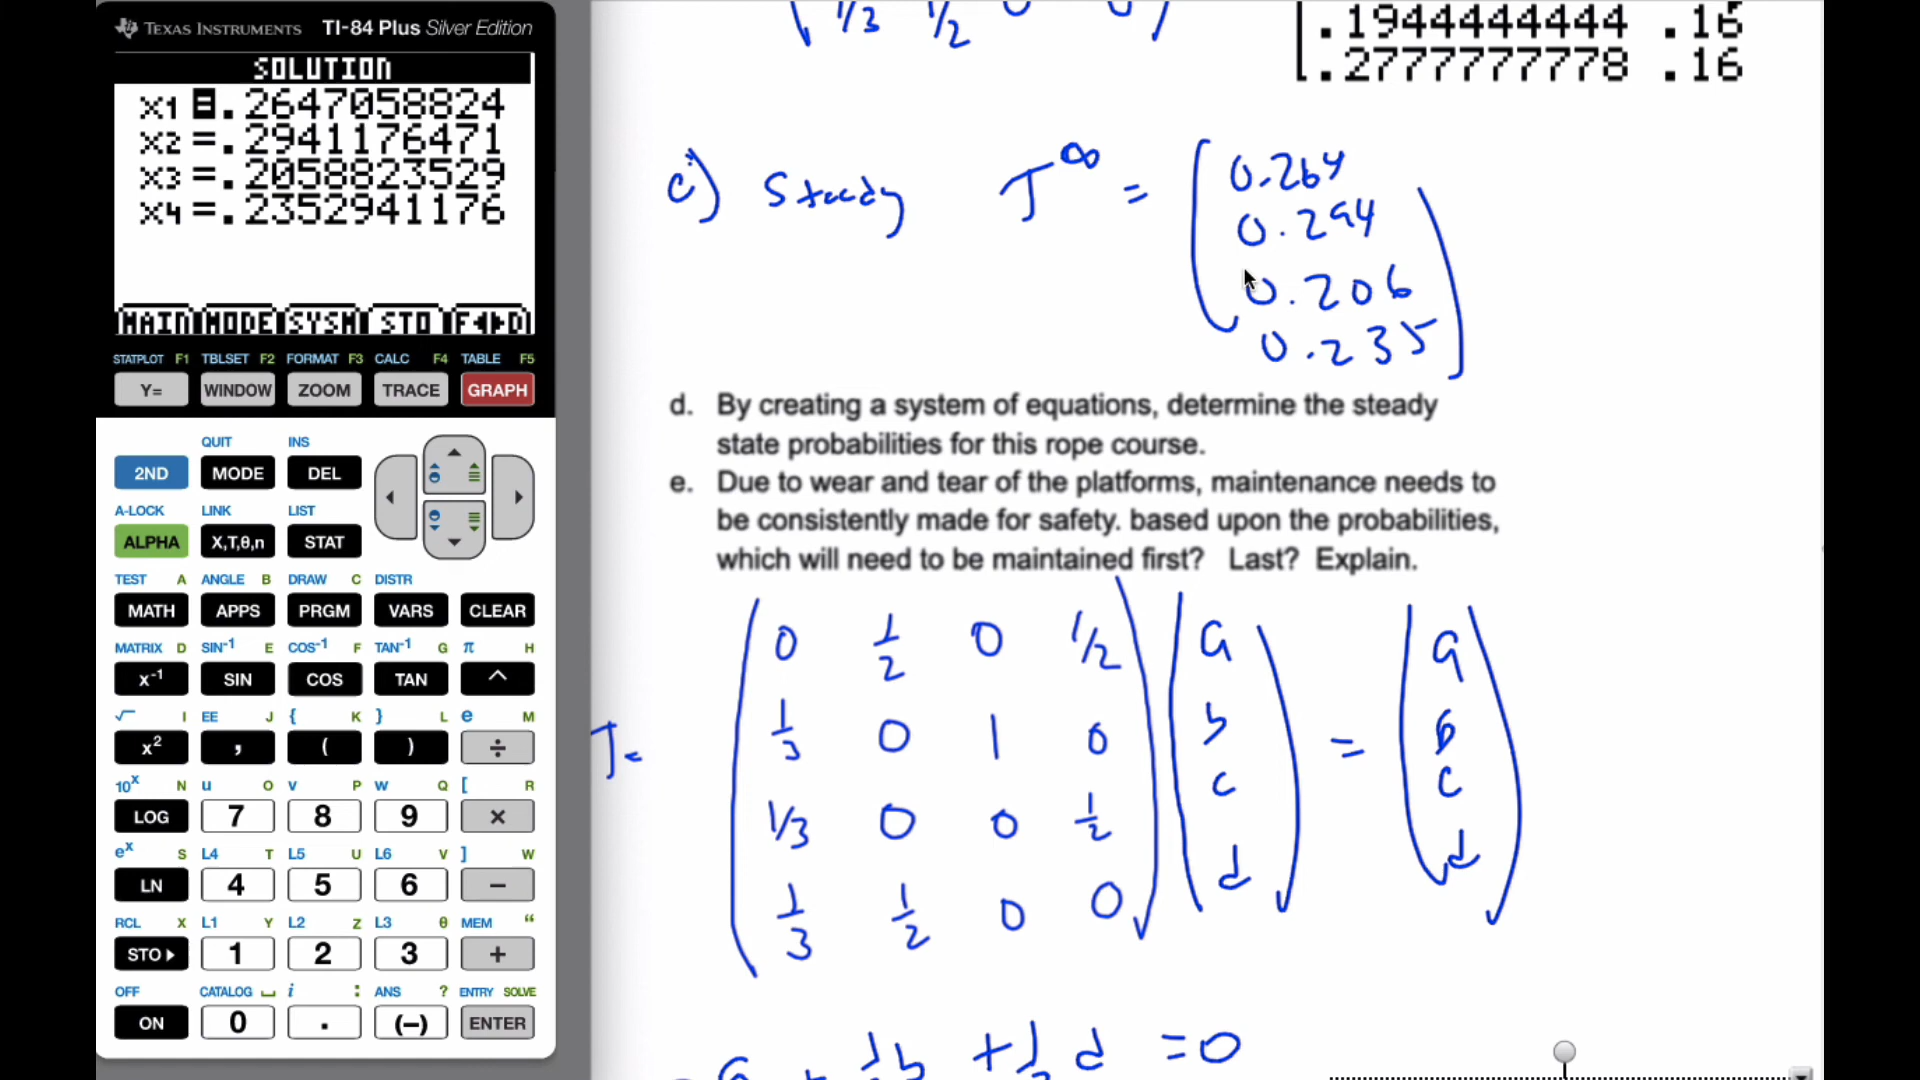 TEXAS INSTRUMENTS TI-84 Plus Silver Edition
SOLUTION
x1=.2647058824
x2=.2941176471
x3=.2058823529
x4=.2352941176
MAIN MODE SYSM STO F◄►D
STATPLOT F1 TBLSET F2 FORMAT F3 CALC F4 TABLE F5
Y= WINDOW ZOOM TRACE GRAPH
QUIT INS
2ND MODE DEL
A-LOCK LINK LIST
ALPHA X,T,θ,n STAT
TEST A ANGLE B DRAW C DISTR
MATH APPS PRGM VARS CLEAR
MATRIX D SIN-1 E COS-1 F TAN-1 G π H
x-1 SIN COS TAN ^
√ I EE J { K } L e M
x2 , ( ) ÷
10x N u O v P w Q [ R
LOG 7 8 9 ×
ex S L4 T L5 U L6 V ] W
LN 4 5 6 −
RCL X L1 Y L2 Z L3 θ MEM “
STO► 1 2 3 +
OFF CATALOG i : ANS ? ENTRY SOLVE
ON 0 . (−) ENTER
1/3 1/2 0 0
.1944444444 .16
.2777777778 .16
c) Steady T∞ =
0.264
0.294
0.206
0.235
d. By creating a system of equations, determine the steady
state probabilities for this rope course.
e. Due to wear and tear of the platforms, maintenance needs to
be consistently made for safety. based upon the probabilities,
which will need to be maintained first? Last? Explain.
0 1/2 0 1/2 a a
1/3 0 1 0 b b
T= =
1/3 0 0 1/2 c c
1/3 1/2 0 0 d d
+ 1/2 d = 0